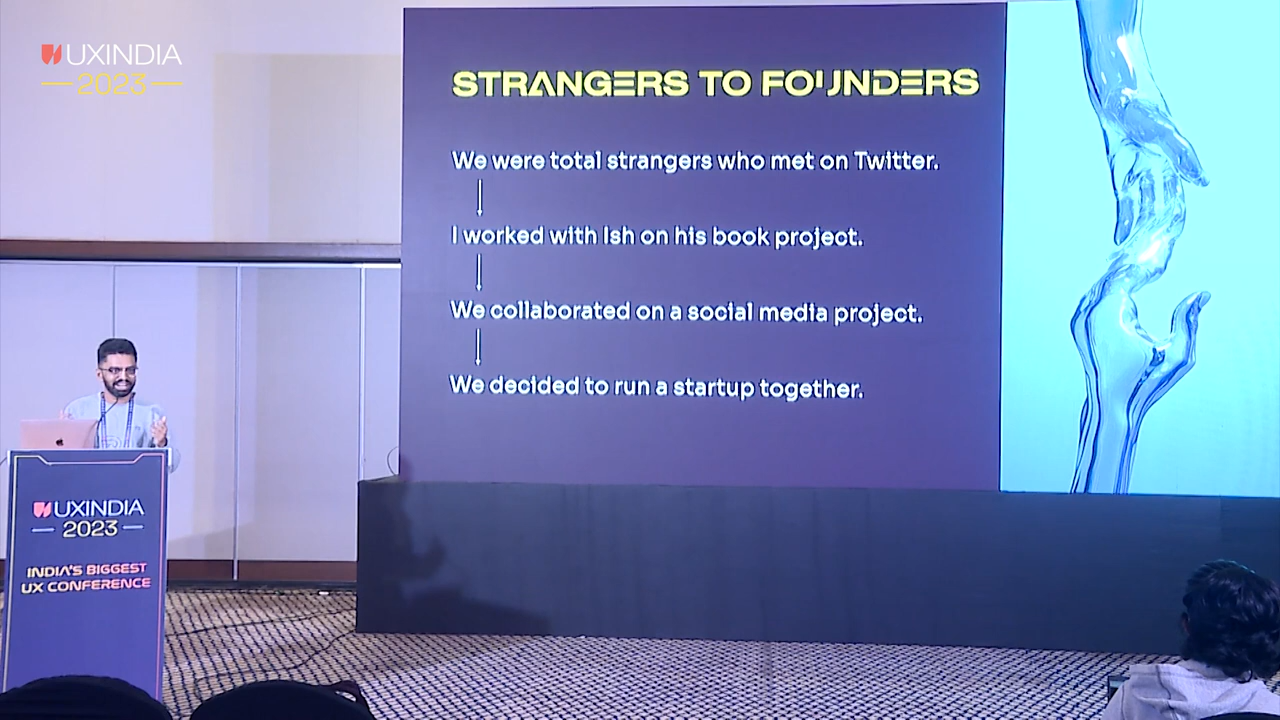 UXINDIA
2023
STRANGERS TO FOUNDERS
We were total strangers who met on Twitter.
I worked with Ish on his book project.
We collaborated on a social media project.
We decided to run a startup together.
UXINDIA
2023
INDIA'S BIGGEST
UX CONFERENCE